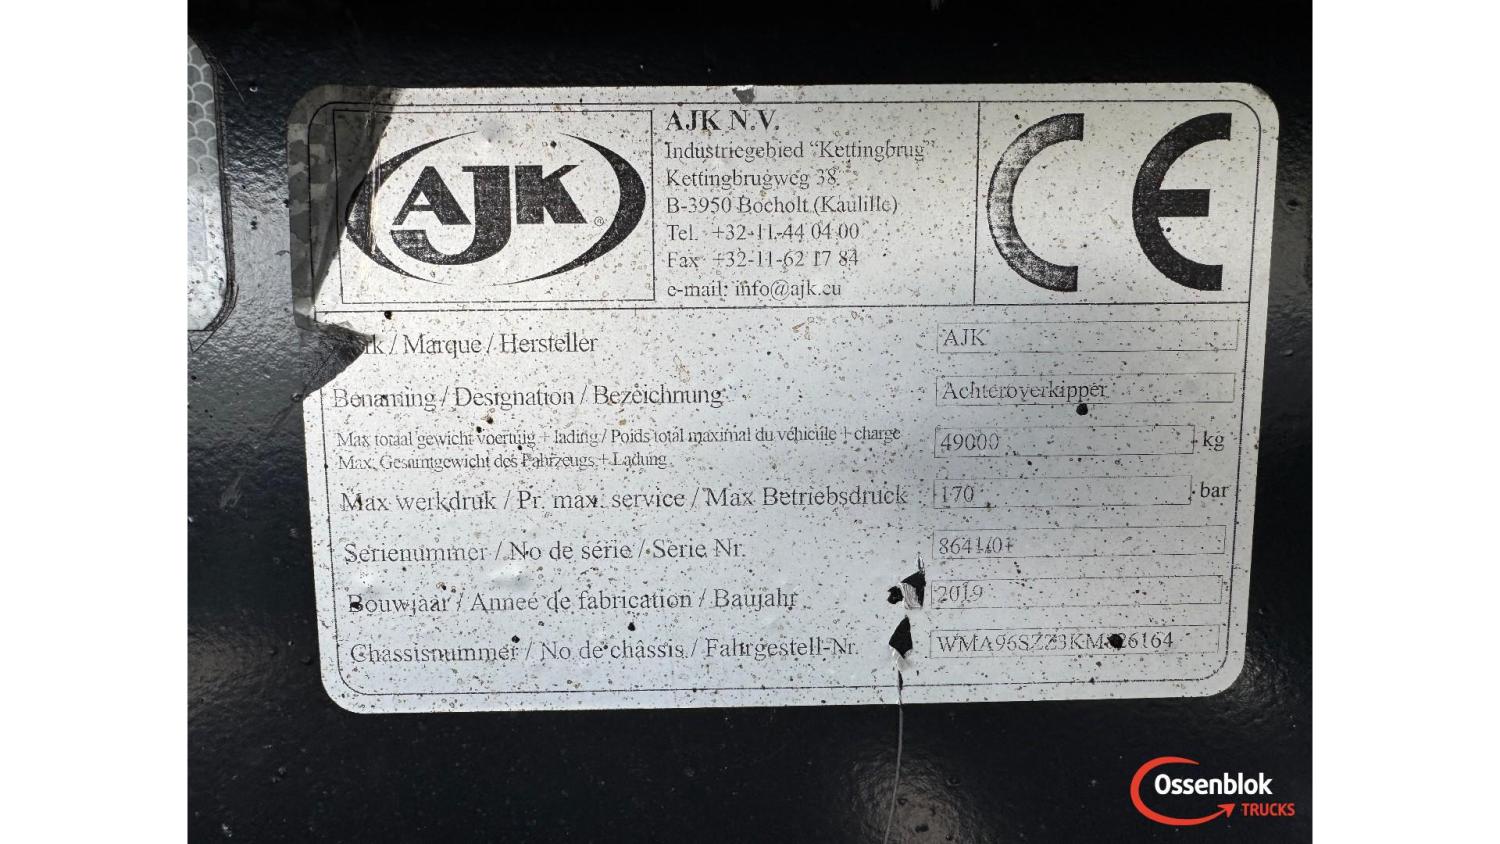 AJK
AJK N.V.
Industriegebied "Kettingbrug"
Kettingbrugweg 38
B-3950 Bocholt (Kaulille)
Tel. +32-11-44 04 00
Fax +32-11-62 17 84
e-mail: info@ajk.eu
CE
/ Marque / Hersteller AJK
Benaming / Designation / Bezeichnung Achteroverkipper
Max totaal gewicht voertuig + lading / Poids total maximal du véhicule + charge
Max. Gesamtgewicht des Fahrzeugs + Ladung 49000 kg
Max werkdruk / Pr. max. service / Max Betriebsdruck 170 bar
Serienummer / No de série / Serie Nr.
Bouwjaar / Anneé de fabrication / Baujahr 2019
Chassisnummer / No de châssis / Fahrgestell-Nr.
Ossenblok
TRUCKS